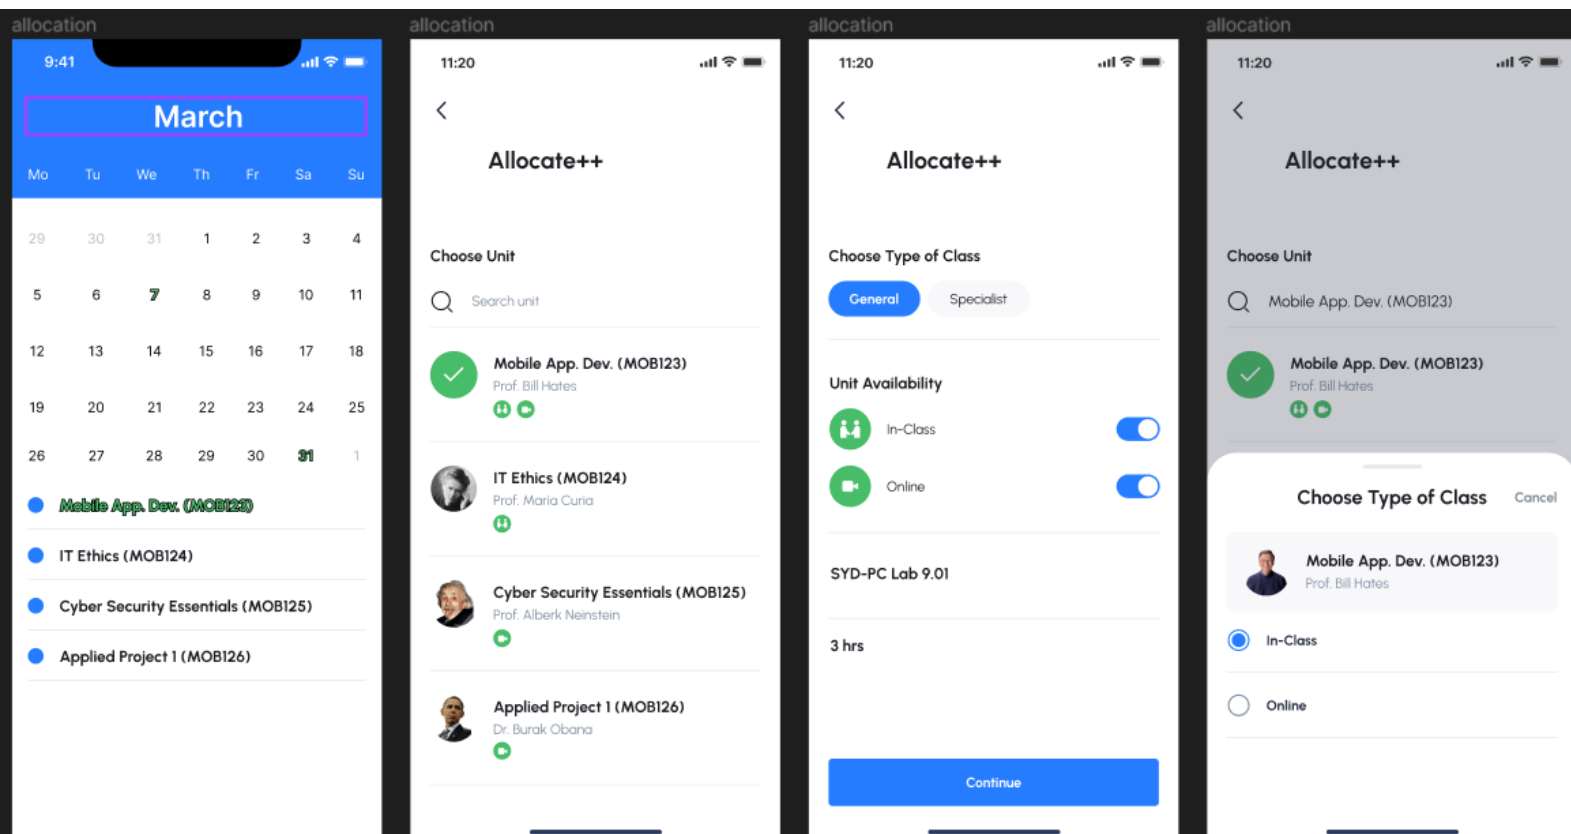 allocation
9:41
March
Mo Tu We Th Fr Sa Su
29 30 31 1 2 3 4
5 6 7 8 9 10 11
12 13 14 15 16 17 18
19 20 21 22 23 24 25
26 27 28 29 30 31 1
Mobile App. Dev. (MOB123)
IT Ethics (MOB124)
Cyber Security Essentials (MOB125)
Applied Project 1 (MOB126)
allocation
11:20
Allocate++
Choose Unit
Search unit
Mobile App. Dev. (MOB123)
Prof. Bill Hates
IT Ethics (MOB124)
Prof. Maria Curia
Cyber Security Essentials (MOB125)
Prof. Alberk Neinstein
Applied Project 1 (MOB126)
Dr. Burak Obana
allocation
11:20
Allocate++
Choose Type of Class
General Specialist
Unit Availability
In-Class
Online
SYD-PC Lab 9.01
3 hrs
Continue
allocation
11:20
Allocate++
Choose Unit
Mobile App. Dev. (MOB123)
Mobile App. Dev. (MOB123)
Prof. Bill Hates
Choose Type of Class Cancel
Mobile App. Dev. (MOB123)
Prof. Bill Hates
In-Class
Online